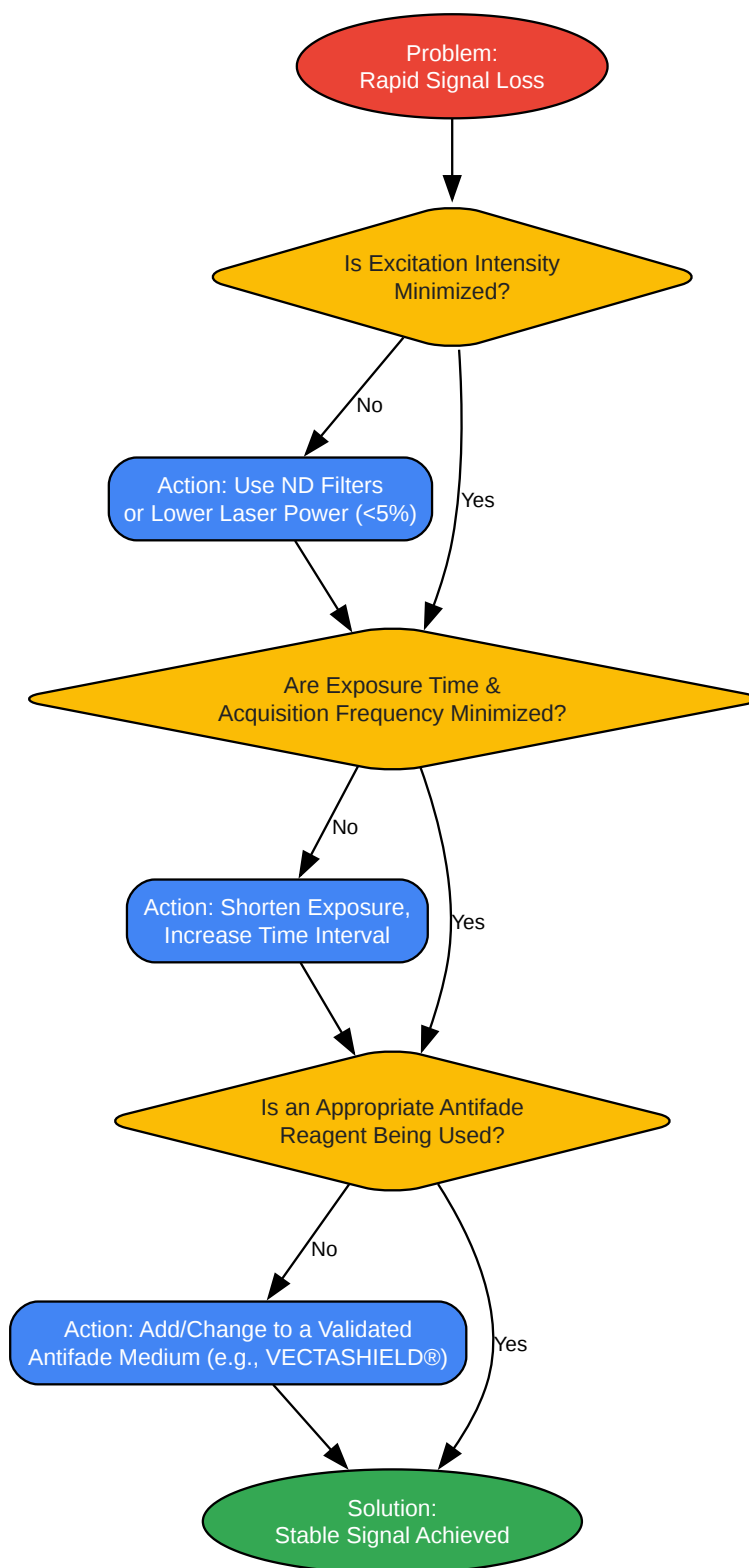 Problem:
Rapid Signal Loss
Is Excitation Intensity
Minimized?
No
Action: Use ND Filters
or Lower Laser Power (<5%)
Yes
Are Exposure Time &
Acquisition Frequency Minimized?
No
Action: Shorten Exposure,
Increase Time Interval
Yes
Is an Appropriate Antifade
Reagent Being Used?
No
Action: Add/Change to a Validated
Antifade Medium (e.g., VECTASHIELD®)
Yes
Solution:
Stable Signal Achieved